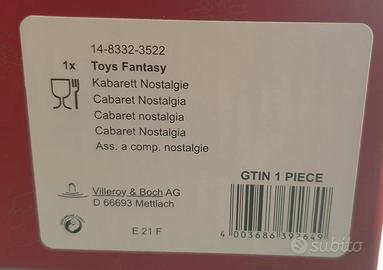 14-8332-3522
1x Toys Fantasy
Kabarett Nostalgie
Cabaret Nostalgia
Cabaret nostalgia
Cabaret Nostalgia
Ass. a comp. nostalgie
GTIN 1 PIECE
Villeroy & Boch AG
D 66693 Mettlach
E 21 F
4 003686 392649
subito